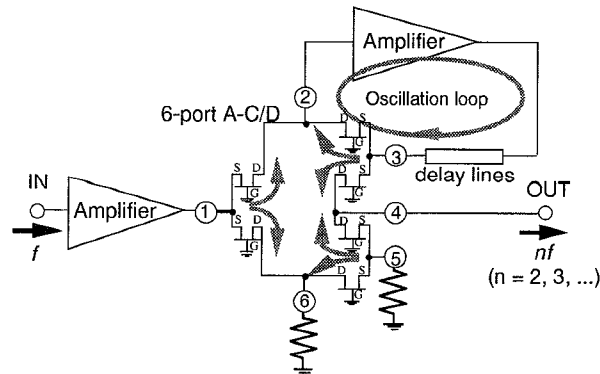 Amplifier
2
Oscillation loop
6-port A-C/D
D S
G
3
delay lines
IN
S D
G
S
G
D
OUT
Amplifier
1
4
f
S D
G
D S
G
5
nf
(n = 2, 3, ...)
D S
G
6